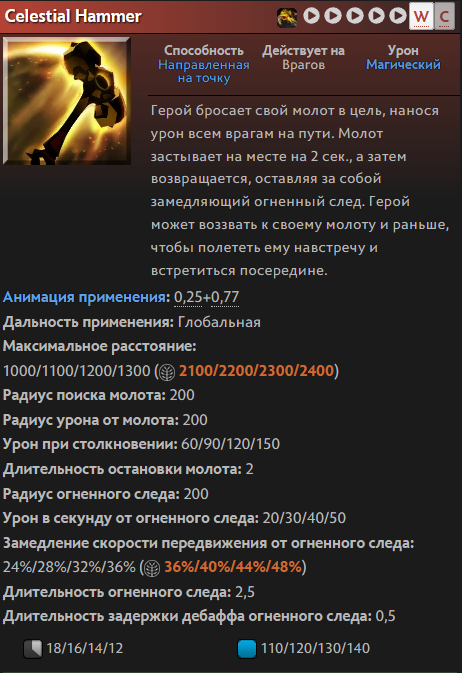 Celestial Hammer
W C
Способность Действует на Урон
Направленная Врагов Магический
на точку
Герой бросает свой молот в цель, нанося
урон всем врагам на пути. Молот
застывает на месте на 2 сек., а затем
возвращается, оставляя за собой
замедляющий огненный след. Герой
может воззвать к своему молоту и раньше,
чтобы полететь ему навстречу и
встретиться посередине.
Анимация применения: 0,25+0,77
Дальность применения: Глобальная
Максимальное расстояние:
1000/1100/1200/1300 (2100/2200/2300/2400)
Радиус поиска молота: 200
Радиус урона от молота: 200
Урон при столкновении: 60/90/120/150
Длительность остановки молота: 2
Радиус огненного следа: 200
Урон в секунду от огненного следа: 20/30/40/50
Замедление скорости передвижения от огненного следа:
24%/28%/32%/36% (36%/40%/44%/48%)
Длительность огненного следа: 2,5
Длительность задержки дебаффа огненного следа: 0,5
18/16/14/12 110/120/130/140